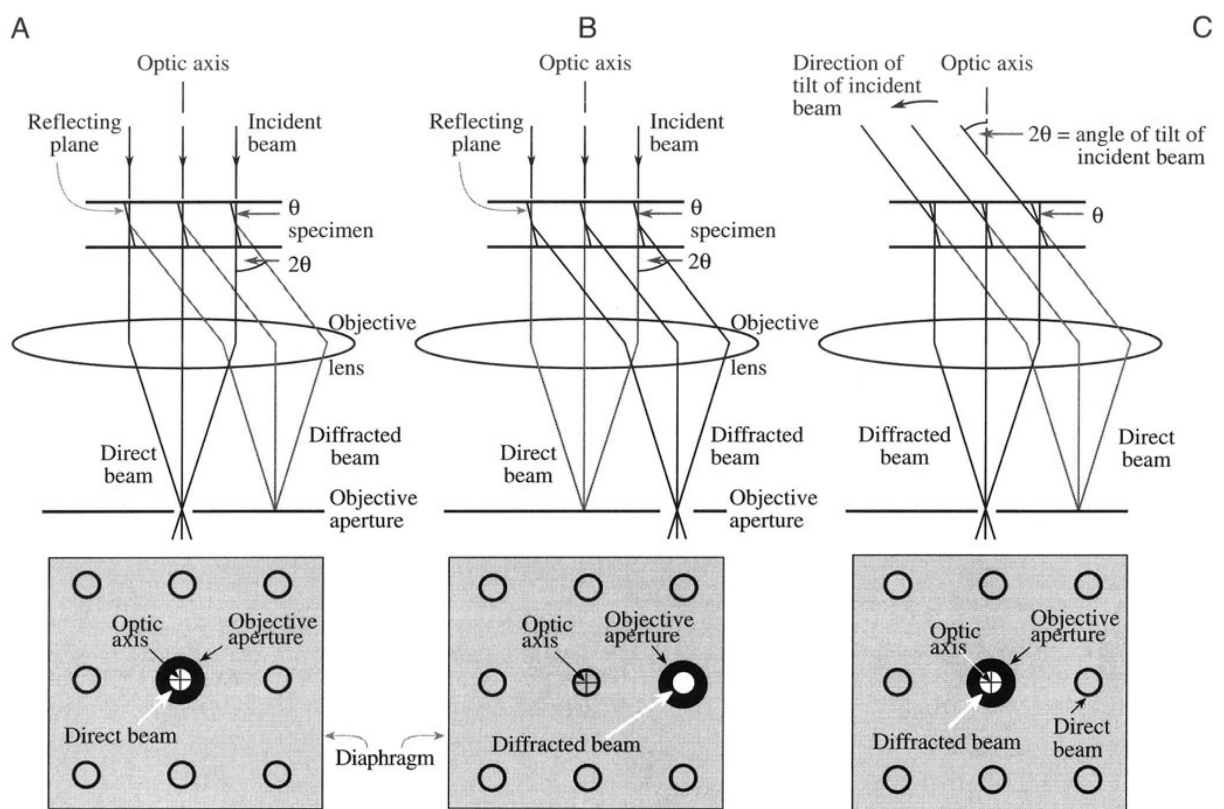 A
Optic axis
Reflecting
plane
Incident
beam
θ
specimen
2θ
Objective
lens
Direct
beam
Diffracted
beam
Objective
aperture
Optic
axis
Objective
aperture
Direct beam
Diaphragm
B
Optic axis
Reflecting
plane
Incident
beam
θ
specimen
2θ
Objective
lens
Direct
beam
Diffracted
beam
Objective
aperture
Optic
axis
Objective
aperture
Diffracted beam
C
Direction of
tilt of incident
beam
Optic axis
2θ = angle of tilt of
incident beam
θ
Diffracted
beam
Direct
beam
Optic
axis
Objective
aperture
Diffracted beam
Direct
beam